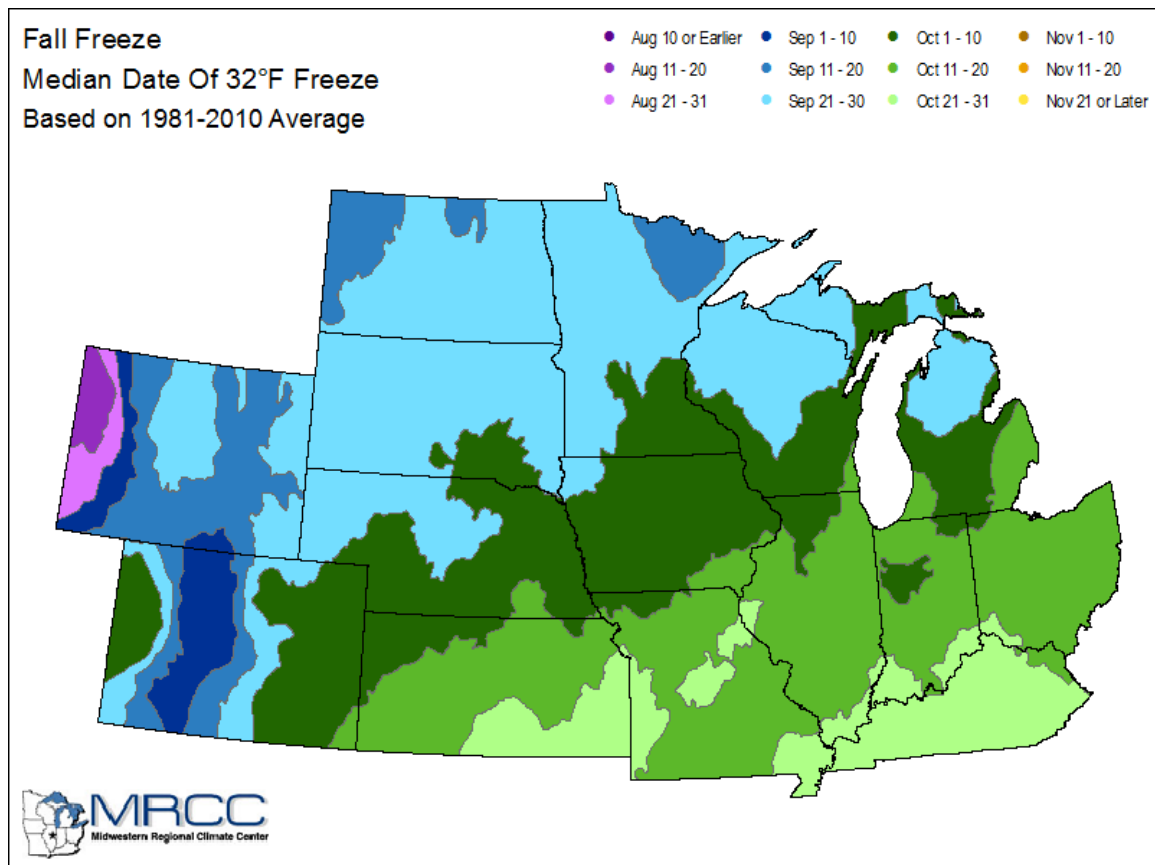 Fall Freeze
Median Date Of 32°F Freeze
Based on 1981-2010 Average
Aug 10 or Earlier
Aug 11 - 20
Aug 21 - 31
Sep 1 - 10
Sep 11 - 20
Sep 21 - 30
Oct 1 - 10
Oct 11 - 20
Oct 21 - 31
Nov 1 - 10
Nov 11 - 20
Nov 21 or Later
MRCC
Midwestern Regional Climate Center